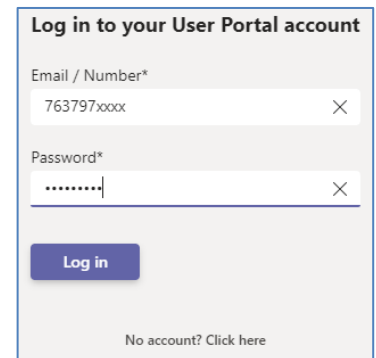 Log in to your User Portal account
Email / Number*
763797xxxx
Password*
•••••••••
Log in
No account? Click here